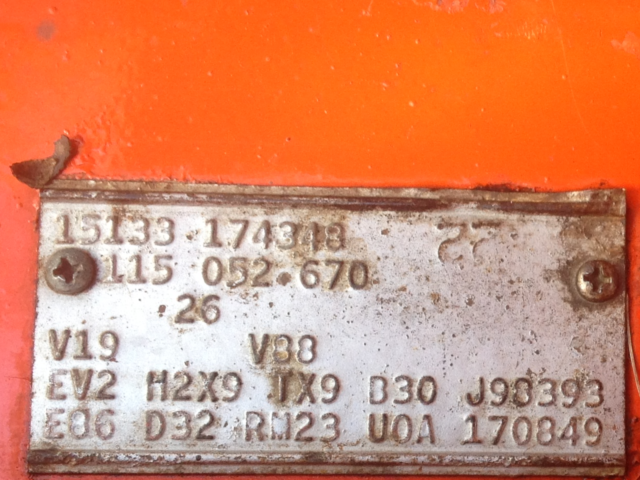 15133 174348
115 052 670
26
V19 V88
EV2 H2X9 TX9 B30 J98393
E86 D32 RM23 U0A 170849